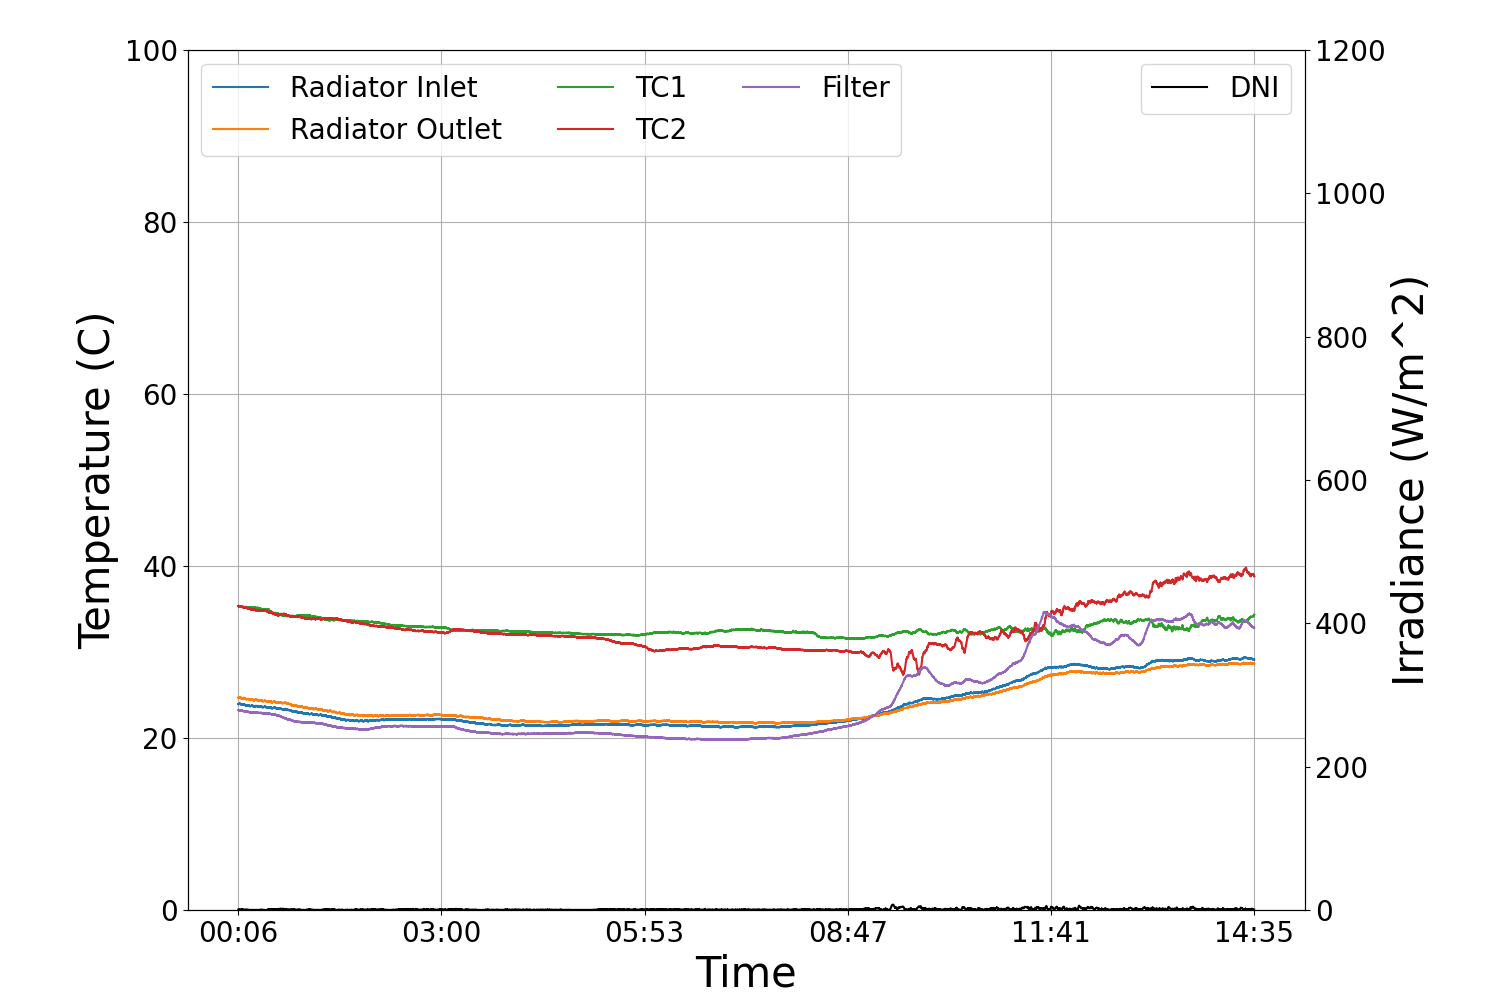 Radiator Inlet
Radiator Outlet
TC1
TC2
Filter
DNI
Temperature (C)
100
80
60
40
20
0
Irradiance (W/m^2)
1200
1000
800
600
400
200
0
00:06 03:00 05:53 08:47 11:41 14:35
Time